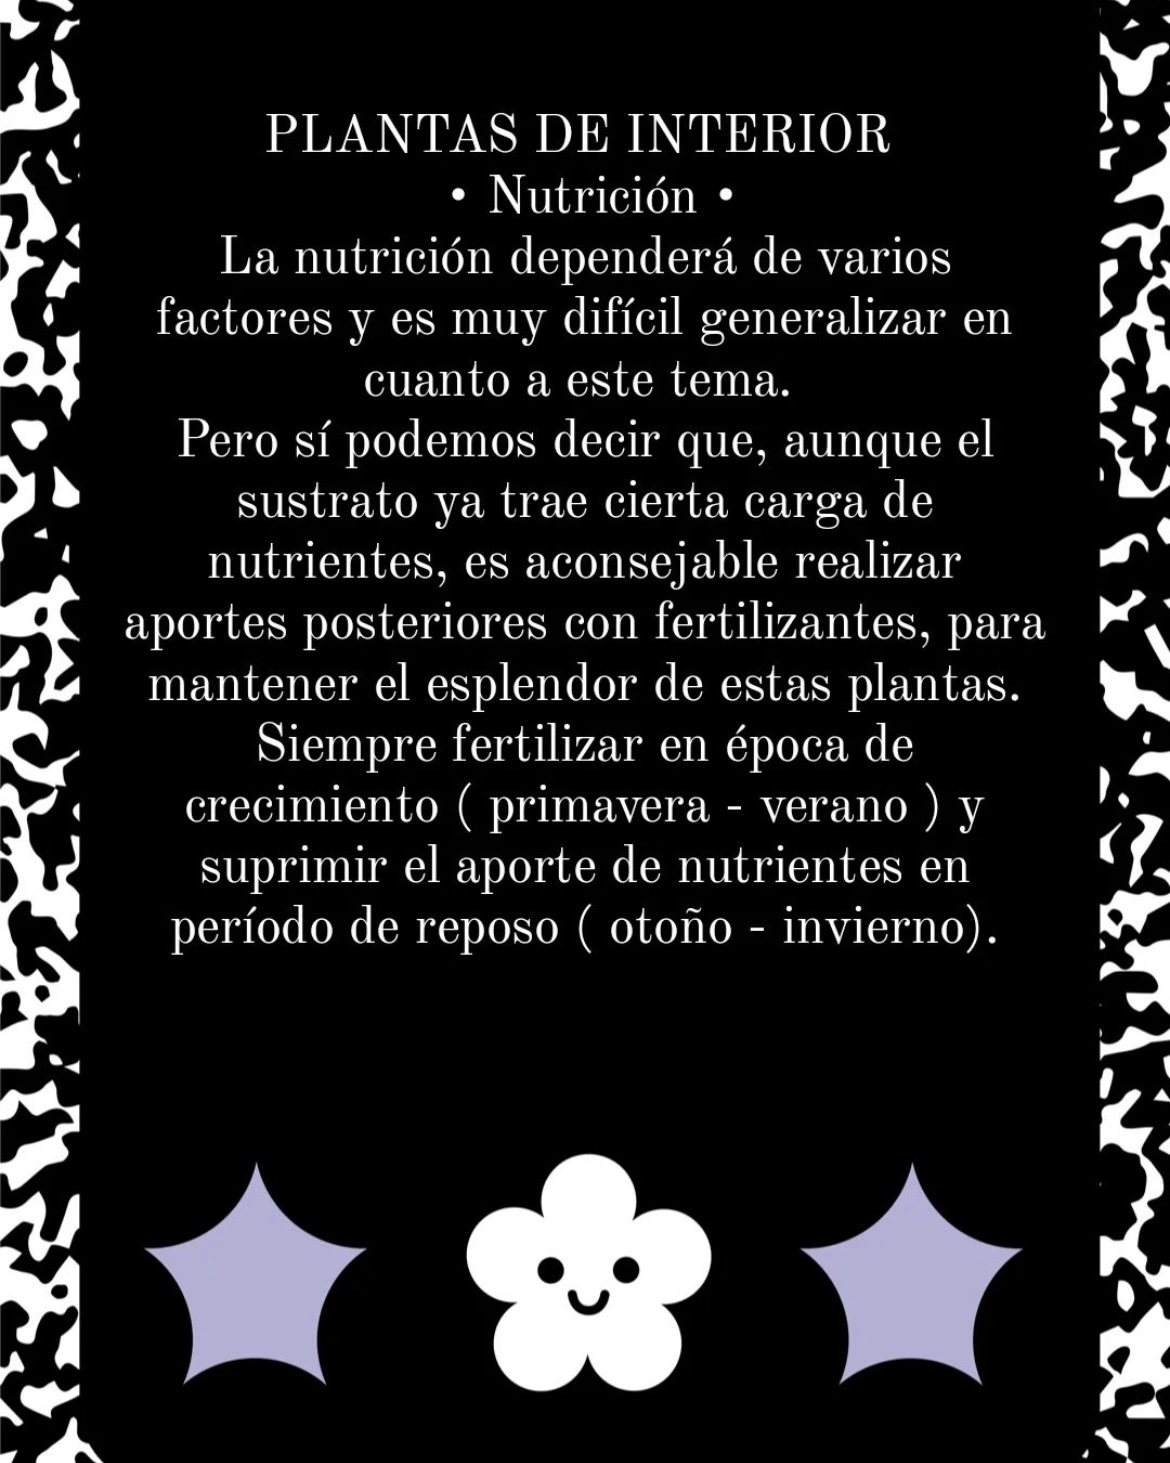 PLANTAS DE INTERIOR
• Nutrición •
La nutrición dependerá de varios
factores y es muy difícil generalizar en
cuanto a este tema.
Pero sí podemos decir que, aunque el
sustrato ya trae cierta carga de
nutrientes, es aconsejable realizar
aportes posteriores con fertilizantes, para
mantener el esplendor de estas plantas.
Siempre fertilizar en época de
crecimiento ( primavera - verano ) y
suprimir el aporte de nutrientes en
período de reposo ( otoño - invierno).